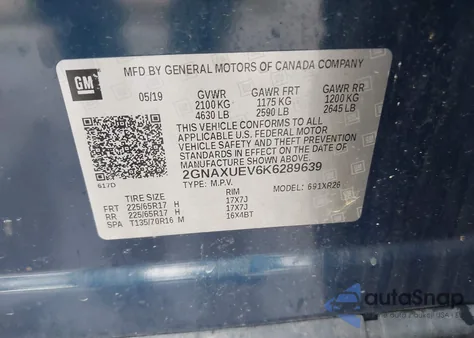 GM
MFD BY GENERAL MOTORS OF CANADA COMPANY
05/19 GVWR GAWR FRT GAWR RR
2100 KG 1175 KG 1200 KG
4630 LB 2590 LB 2645 LB
THIS VEHICLE CONFORMS TO ALL
APPLICABLE U.S. FEDERAL MOTOR
VEHICLE SAFETY AND THEFT PREVENTION
STANDARDS IN EFFECT ON THE DATE OF
MANUFACTURE SHOWN ABOVE.
2GNAXUEV6K6289639
617D TYPE: M.P.V. MODEL: 691XR26
TIRE SIZE RIM
FRT 225/65R17 H 17X7J
RR 225/65R17 H 17X7J
SPA T135/70R16 M 16X4BT
autoSnap